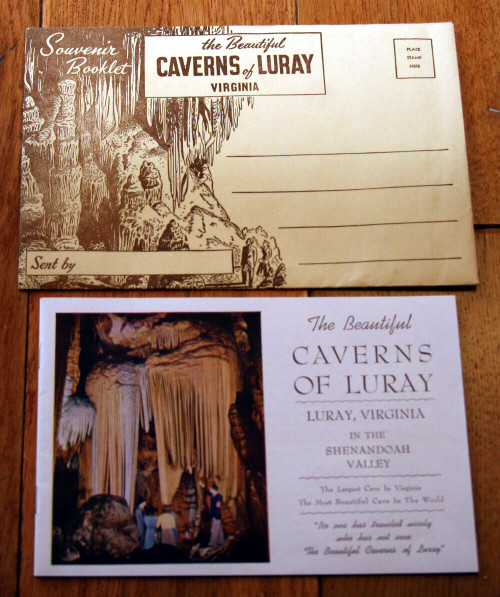 Souvenir
Booklet
the Beautiful
CAVERNS of LURAY
VIRGINIA
PLACE
STAMP
HERE
Sent by
The Beautiful
CAVERNS
OF LURAY
LURAY, VIRGINIA
IN THE
SHENANDOAH
VALLEY
The Largest Cave In Virginia
The Most Beautiful Cave In The World
"No one has traveled widely
who has not seen
The Beautiful Caverns of Luray"